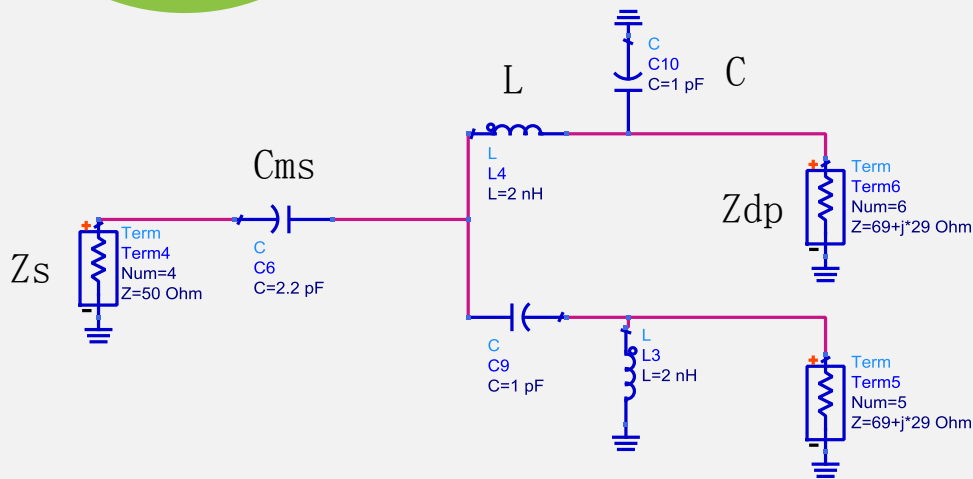 C
C10
C=1 pF
C
L
L
L4
L=2 nH
Cms
Term
Term6
Num=6
Z=69+j*29 Ohm
Zdp
Zs
Term
Term4
Num=4
Z=50 Ohm
C
C6
C=2.2 pF
C
C9
C=1 pF
L
L3
L=2 nH
Term
Term5
Num=5
Z=69+j*29 Ohm